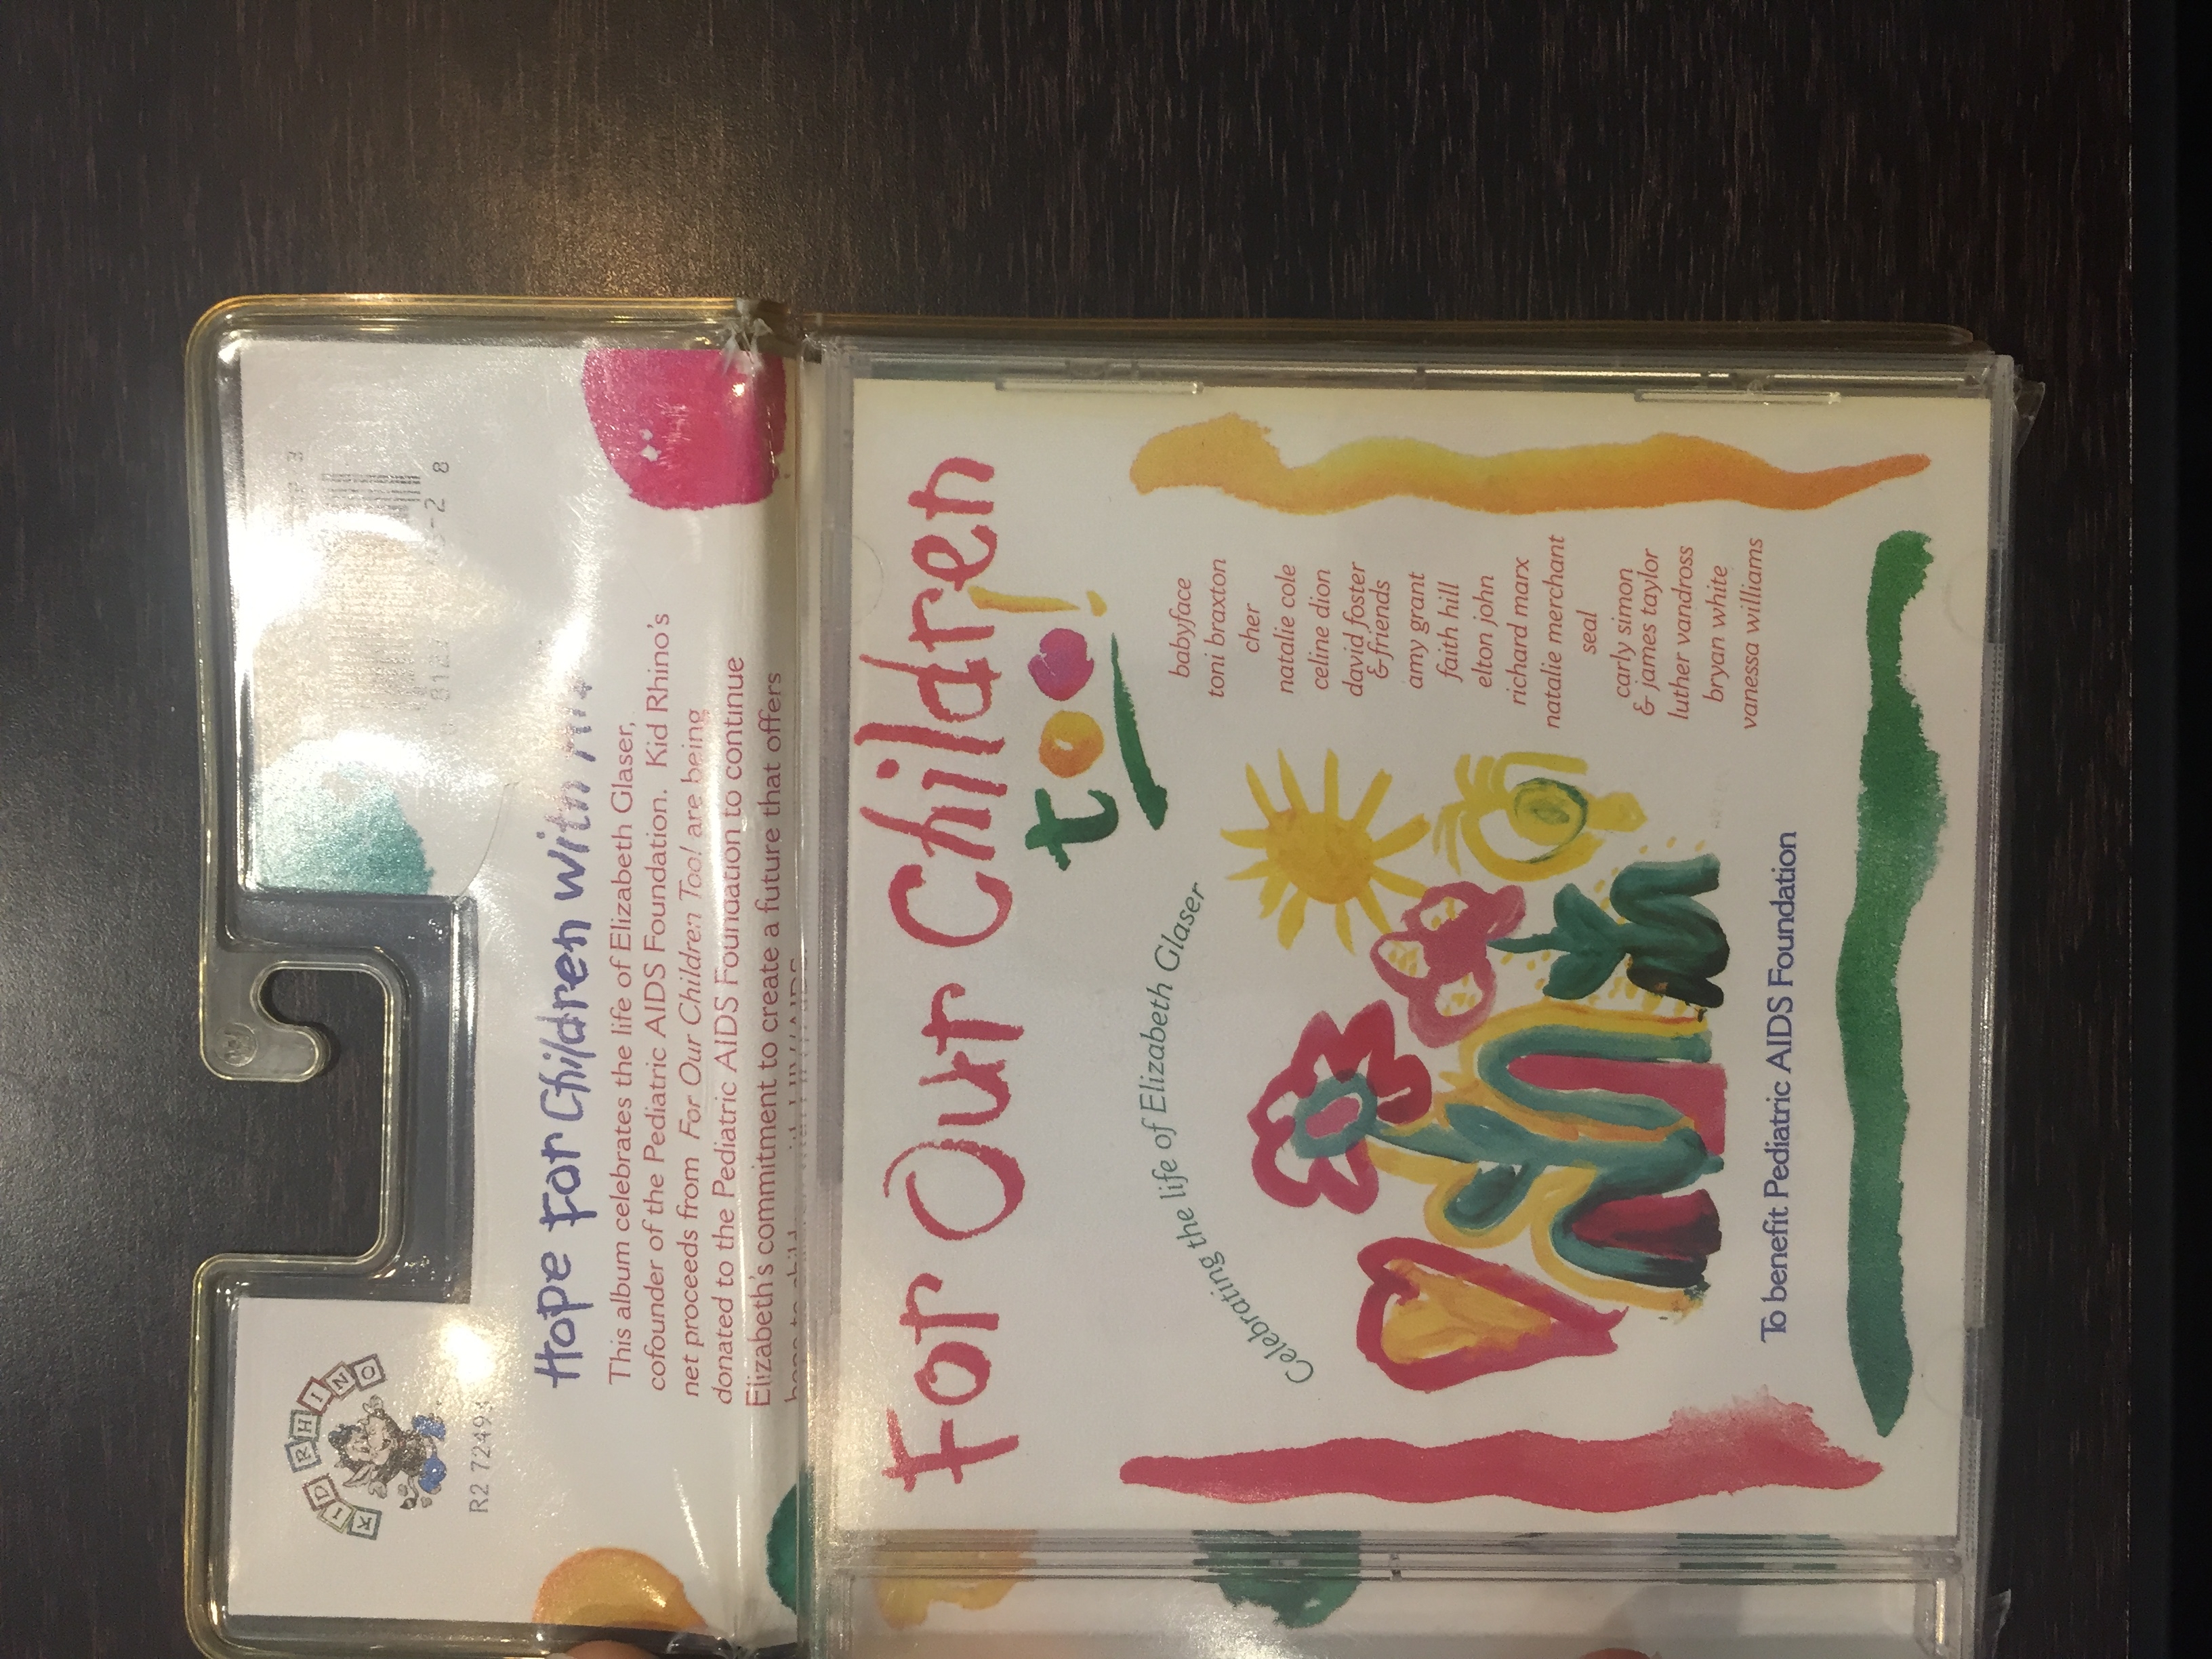 KID RHINO
R2 7249
8
3
Hope for Children with
This album celebrates the life of Elizabeth Glaser,
cofounder of the Pediatric AIDS Foundation. Kid Rhino's
net proceeds from For Our Children Too! are being
donated to the Pediatric AIDS Foundation to continue
Elizabeth's commitment to create a future that offers
For Our Children
too!
Celebrating the life of Elizabeth Glaser
babyface
toni braxton
cher
natalie cole
celine dion
david foster
& friends
amy grant
faith hill
elton john
richard marx
natalie merchant
seal
carly simon
& james taylor
luther vandross
bryan white
vanessa williams
To benefit Pediatric AIDS Foundation